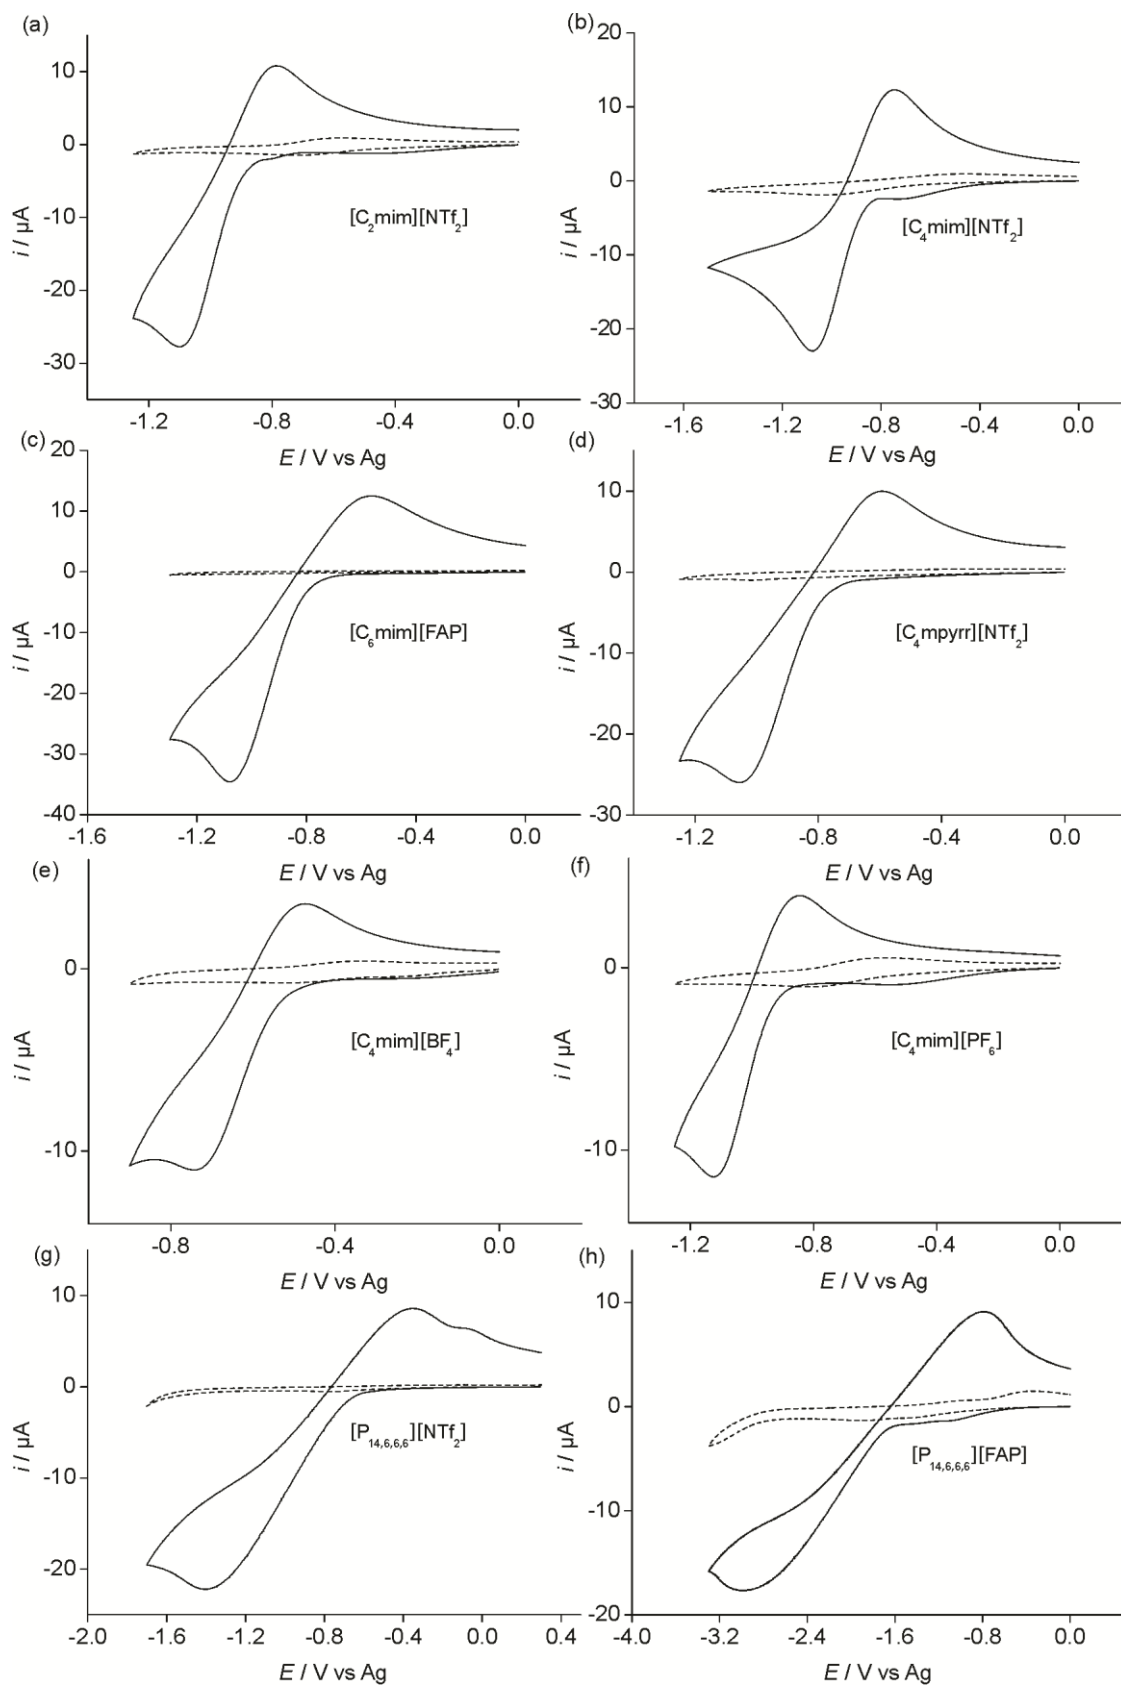 (a)
10
0
-10
-20
-30
i / μA
[C2mim][NTf2]
-1.2
-0.8
-0.4
0.0
E / V vs Ag
(b)
20
10
0
-10
-20
-30
i / μA
[C4mim][NTf2]
-1.6
-1.2
-0.8
-0.4
0.0
E / V vs Ag
(c)
20
10
0
-10
-20
-30
-40
i / μA
[C6mim][FAP]
-1.6
-1.2
-0.8
-0.4
0.0
E / V vs Ag
(d)
10
0
-10
-20
-30
i / μA
[C4mpyrr][NTf2]
-1.2
-0.8
-0.4
0.0
E / V vs Ag
(e)
0
-10
i / μA
[C4mim][BF4]
-0.8
-0.4
0.0
E / V vs Ag
(f)
0
-10
i / μA
[C4mim][PF6]
-1.2
-0.8
-0.4
0.0
E / V vs Ag
(g)
10
0
-10
-20
i / μA
[P14,6,6,6][NTf2]
-2.0
-1.6
-1.2
-0.8
-0.4
0.0
0.4
E / V vs Ag
(h)
10
0
-10
-20
i / μA
[P14,6,6,6][FAP]
-4.0
-3.2
-2.4
-1.6
-0.8
0.0
E / V vs Ag